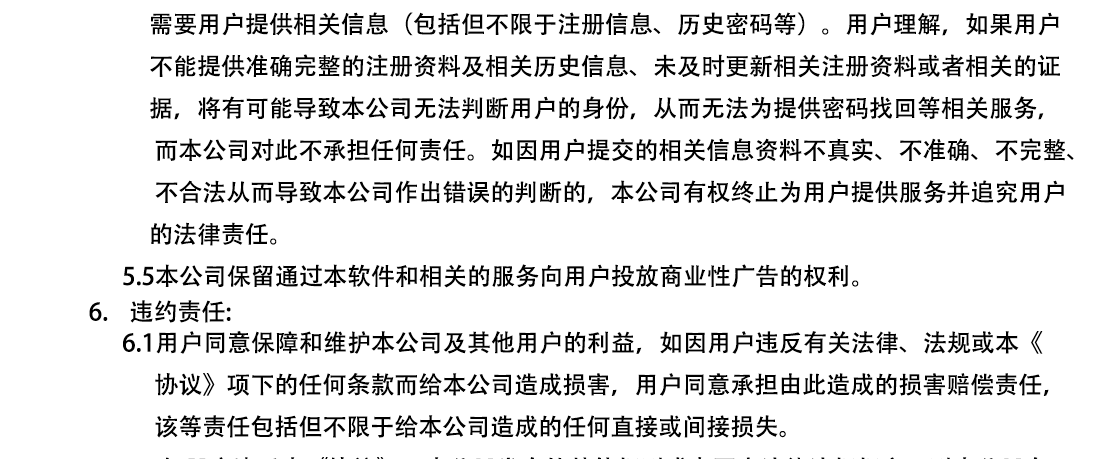 需要用户提供相关信息（包括但不限于注册信息、历史密码等）。用户理解，如果用户
不能提供准确完整的注册资料及相关历史信息、未及时更新相关注册资料或者相关的证
据，将有可能导致本公司无法判断用户的身份，从而无法为提供密码找回等相关服务，
而本公司对此不承担任何责任。如因用户提交的相关信息资料不真实、不准确、不完整、
不合法从而导致本公司作出错误的判断的，本公司有权终止为用户提供服务并追究用户
的法律责任。
5.5本公司保留通过本软件和相关的服务向用户投放商业性广告的权利。
6. 违约责任:
6.1用户同意保障和维护本公司及其他用户的利益，如因用户违反有关法律、法规或本《
协议》项下的任何条款而给本公司造成损害，用户同意承担由此造成的损害赔偿责任，
该等责任包括但不限于给本公司造成的任何直接或间接损失。